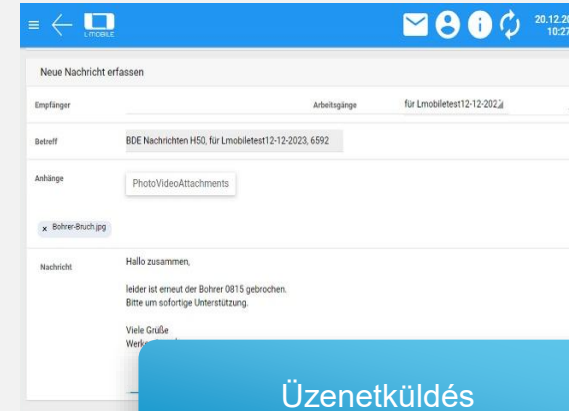 L MOBILE
20.12.20
10:27
Neue Nachricht erfassen
Empfänger
Arbeitsgänge
für Lmobiletest12-12-202
Betreff
BDE Nachrichten H50, für Lmobiletest12-12-2023, 6592
Anhänge
PhotoVideoAttachments
x Bohrer-Bruch.jpg
Nachricht
Hallo zusammen,
leider ist erneut der Bohrer 0815 gebrochen.
Bitte um sofortige Unterstützung.
Viele Grüße
Üzenetküldés